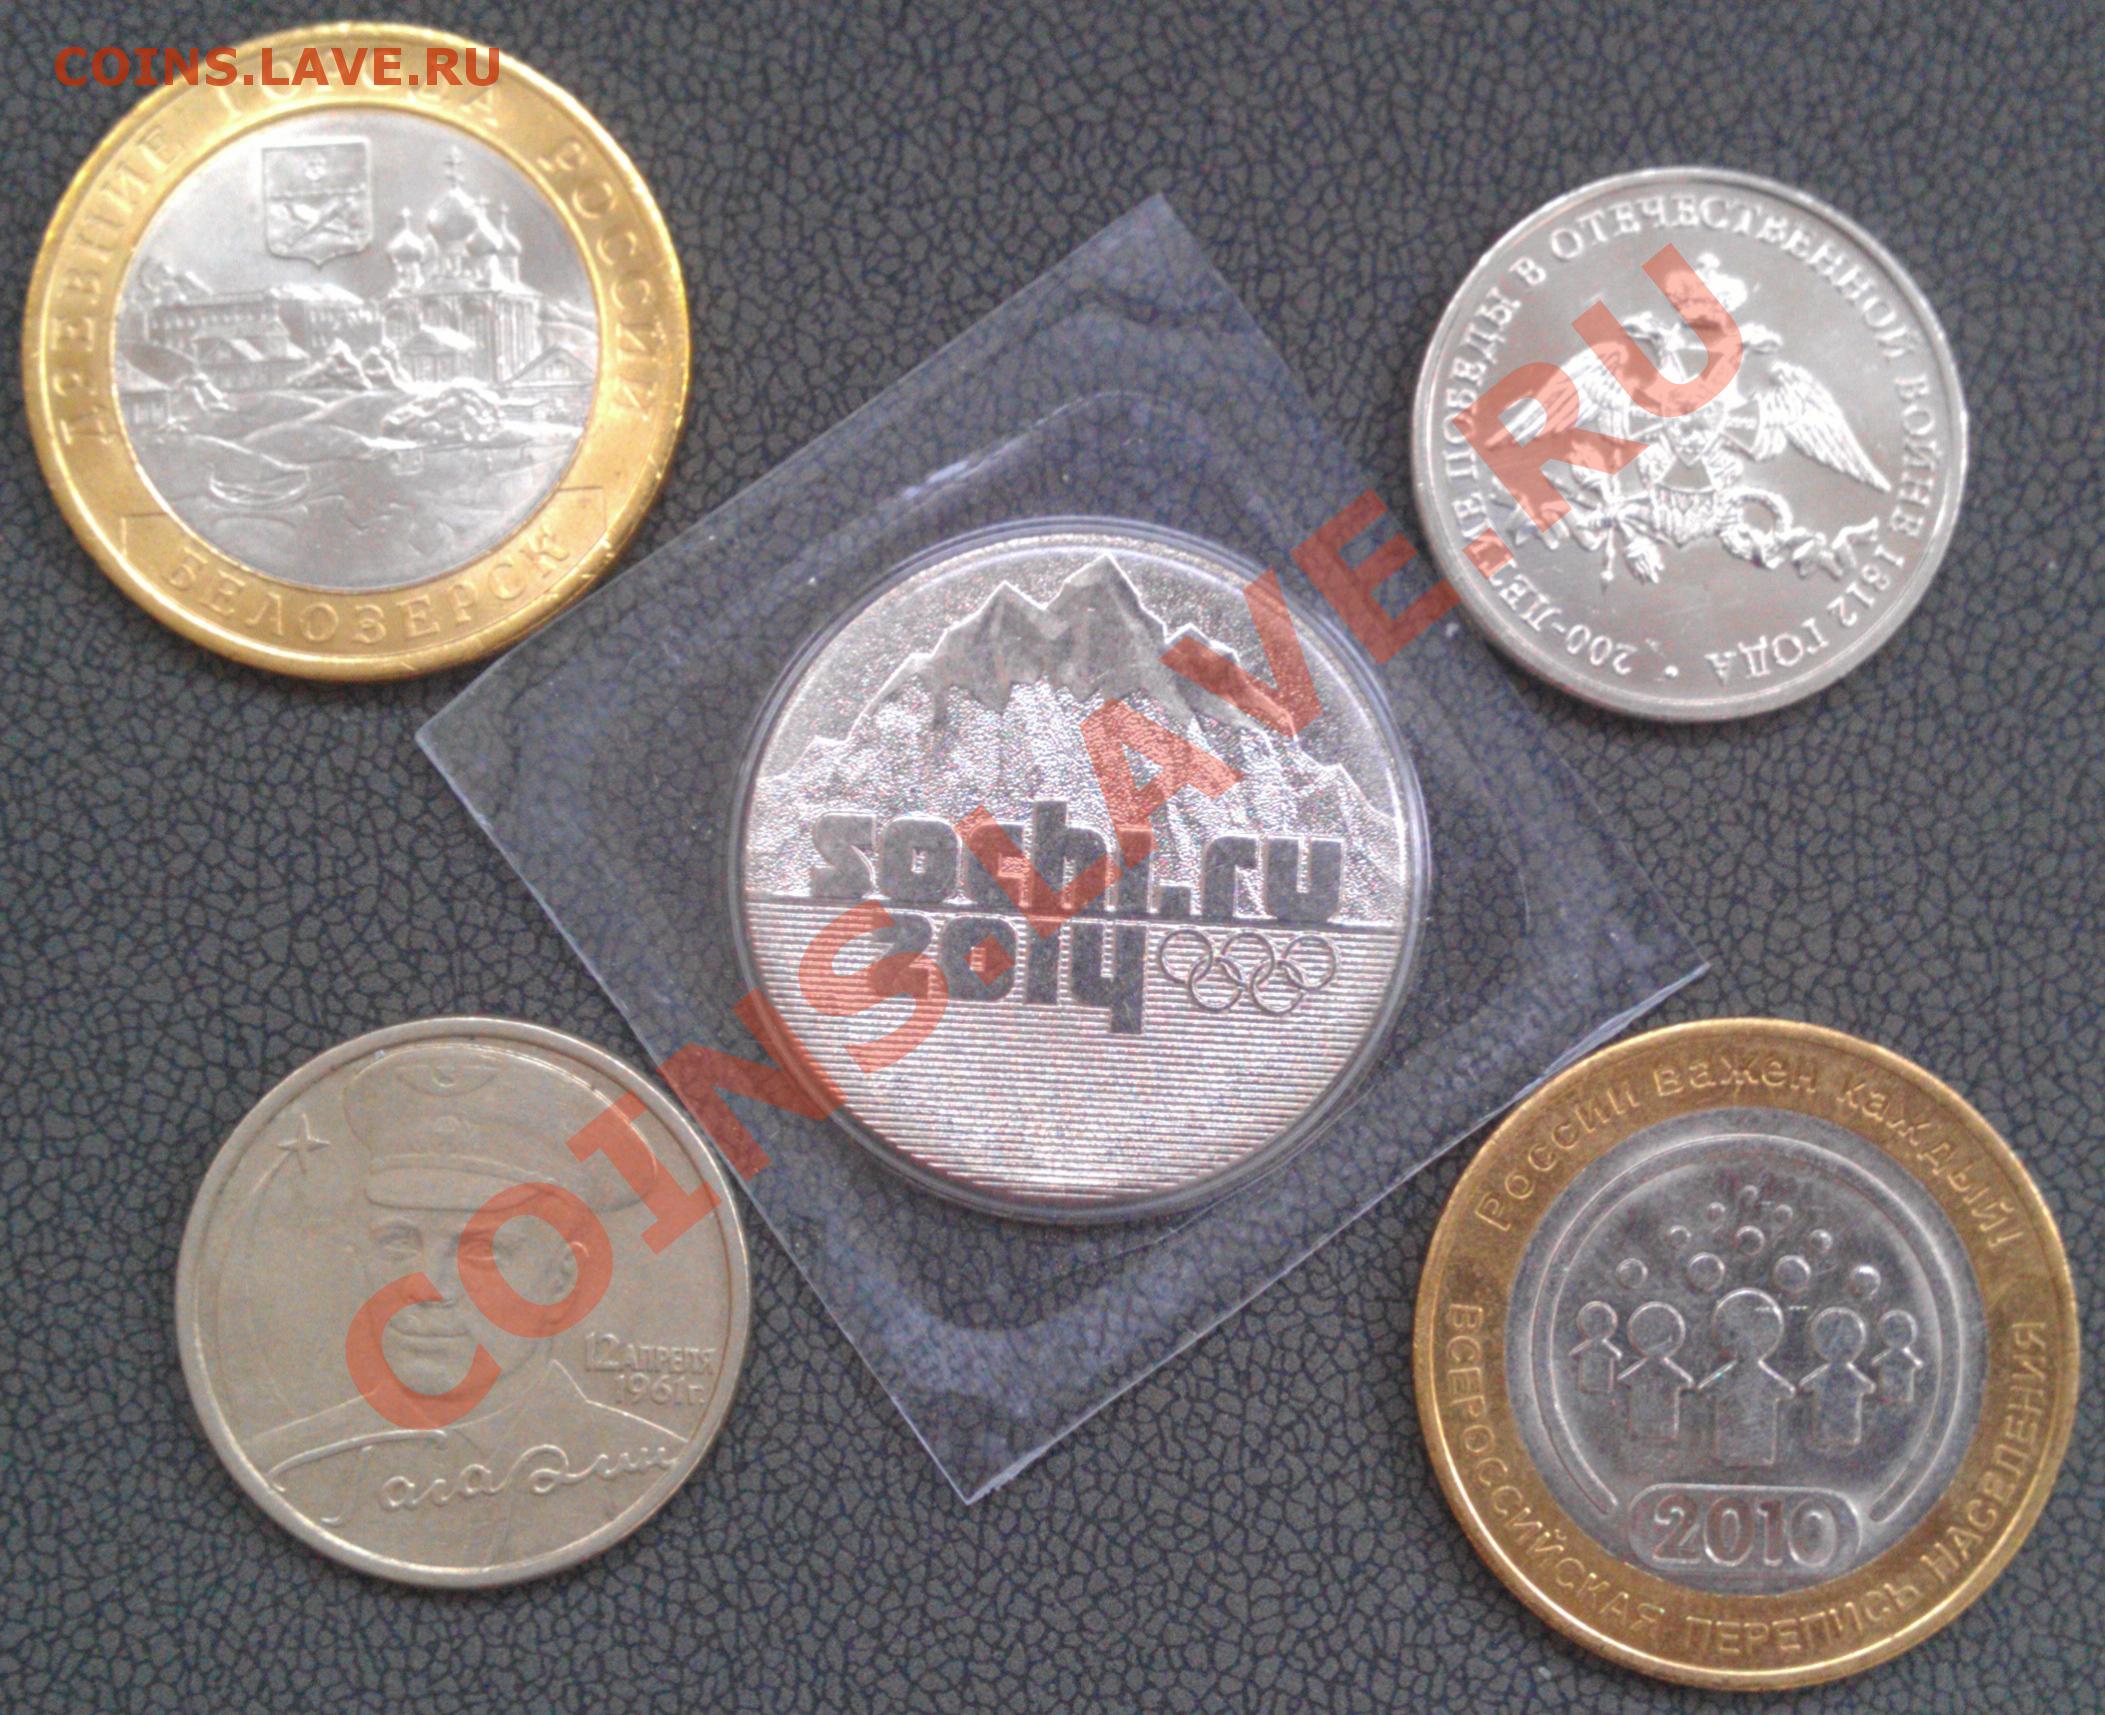 COINS.LAVE.RU
ДРЕВНИЕ ГОРОДА РОССИИ
БЕЛОЗЕРСК
200-ЛЕТИЕ ПОБЕДЫ В ОТЕЧЕСТВЕННОЙ ВОЙНЕ 1812 ГОДА
sochi.ru
2014
12 АПРЕЛЯ
1961 г.
Гагарин
России важен каждый!
2010
ВСЕРОССИЙСКАЯ ПЕРЕПИСЬ НАСЕЛЕНИЯ
COINS.LAVE.RU